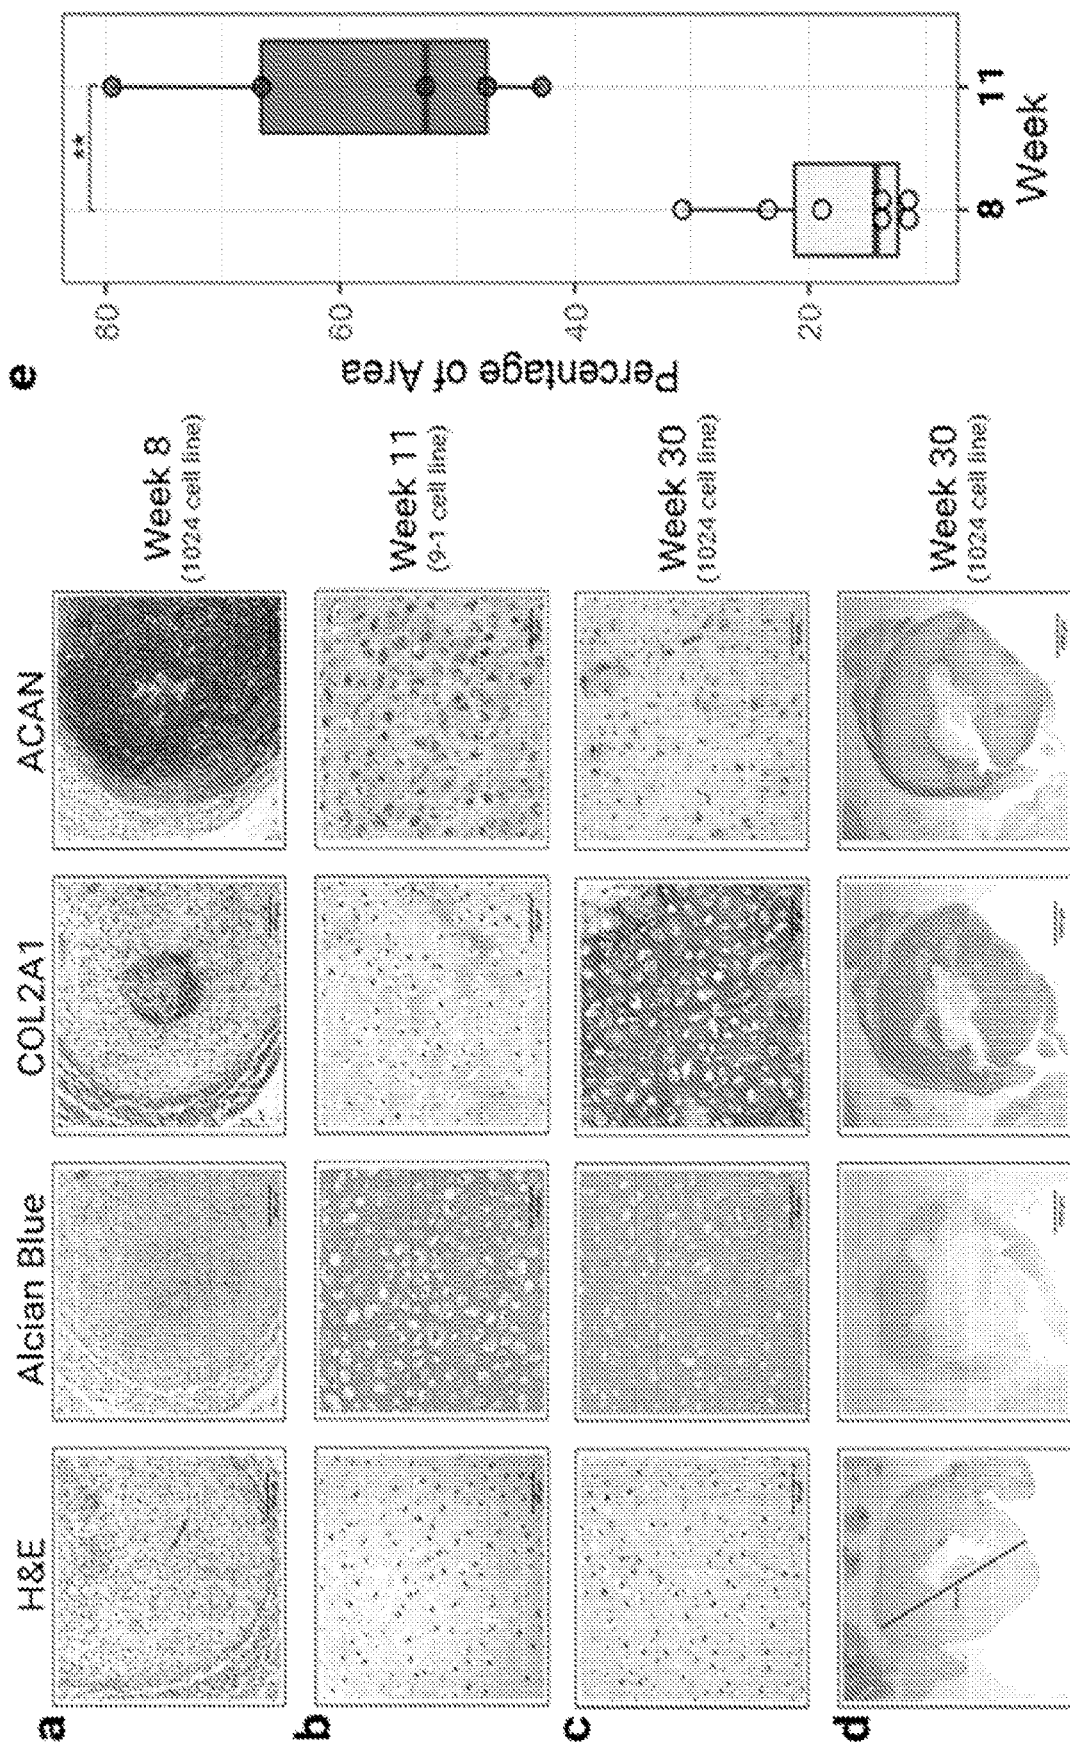 H&E
Alcian Blue
COL2A1
ACAN
a
Week 8
(1024 cell line)
b
Week 11
(9-1 cell line)
c
Week 30
(1024 cell line)
d
Week 30
(1024 cell line)
e
**
80
60
40
20
Percentage of Area
8
11
Week